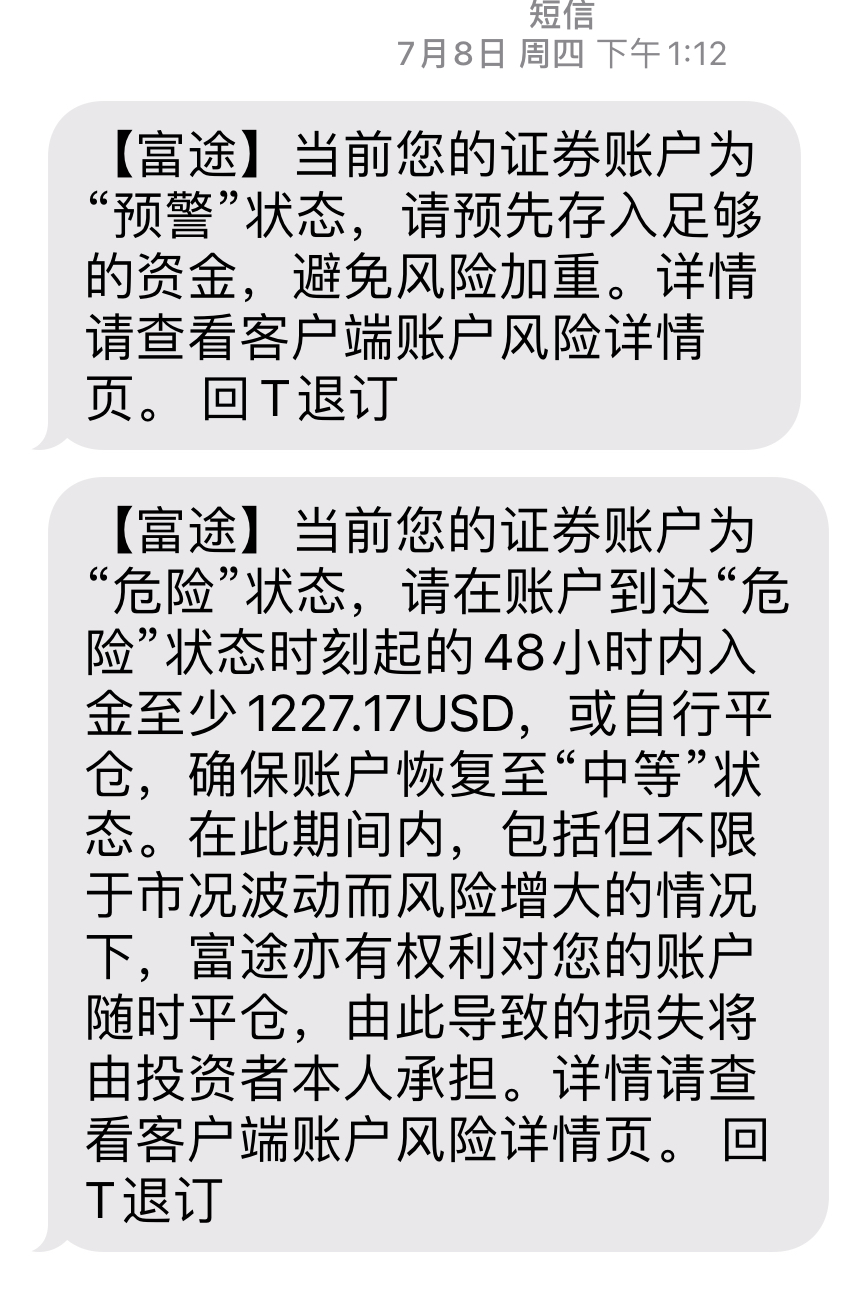 短信
7月8日 周四 下午1:12
【富途】当前您的证券账户为
“预警”状态，请预先存入足够
的资金，避免风险加重。详情
请查看客户端账户风险详情
页。 回T退订
【富途】当前您的证券账户为
“危险”状态，请在账户到达“危
险”状态时刻起的48小时内入
金至少1227.17USD，或自行平
仓，确保账户恢复至“中等”状
态。在此期间内，包括但不限
于市况波动而风险增大的情况
下，富途亦有权利对您的账户
随时平仓，由此导致的损失将
由投资者本人承担。详情请查
看客户端账户风险详情页。 回
T退订